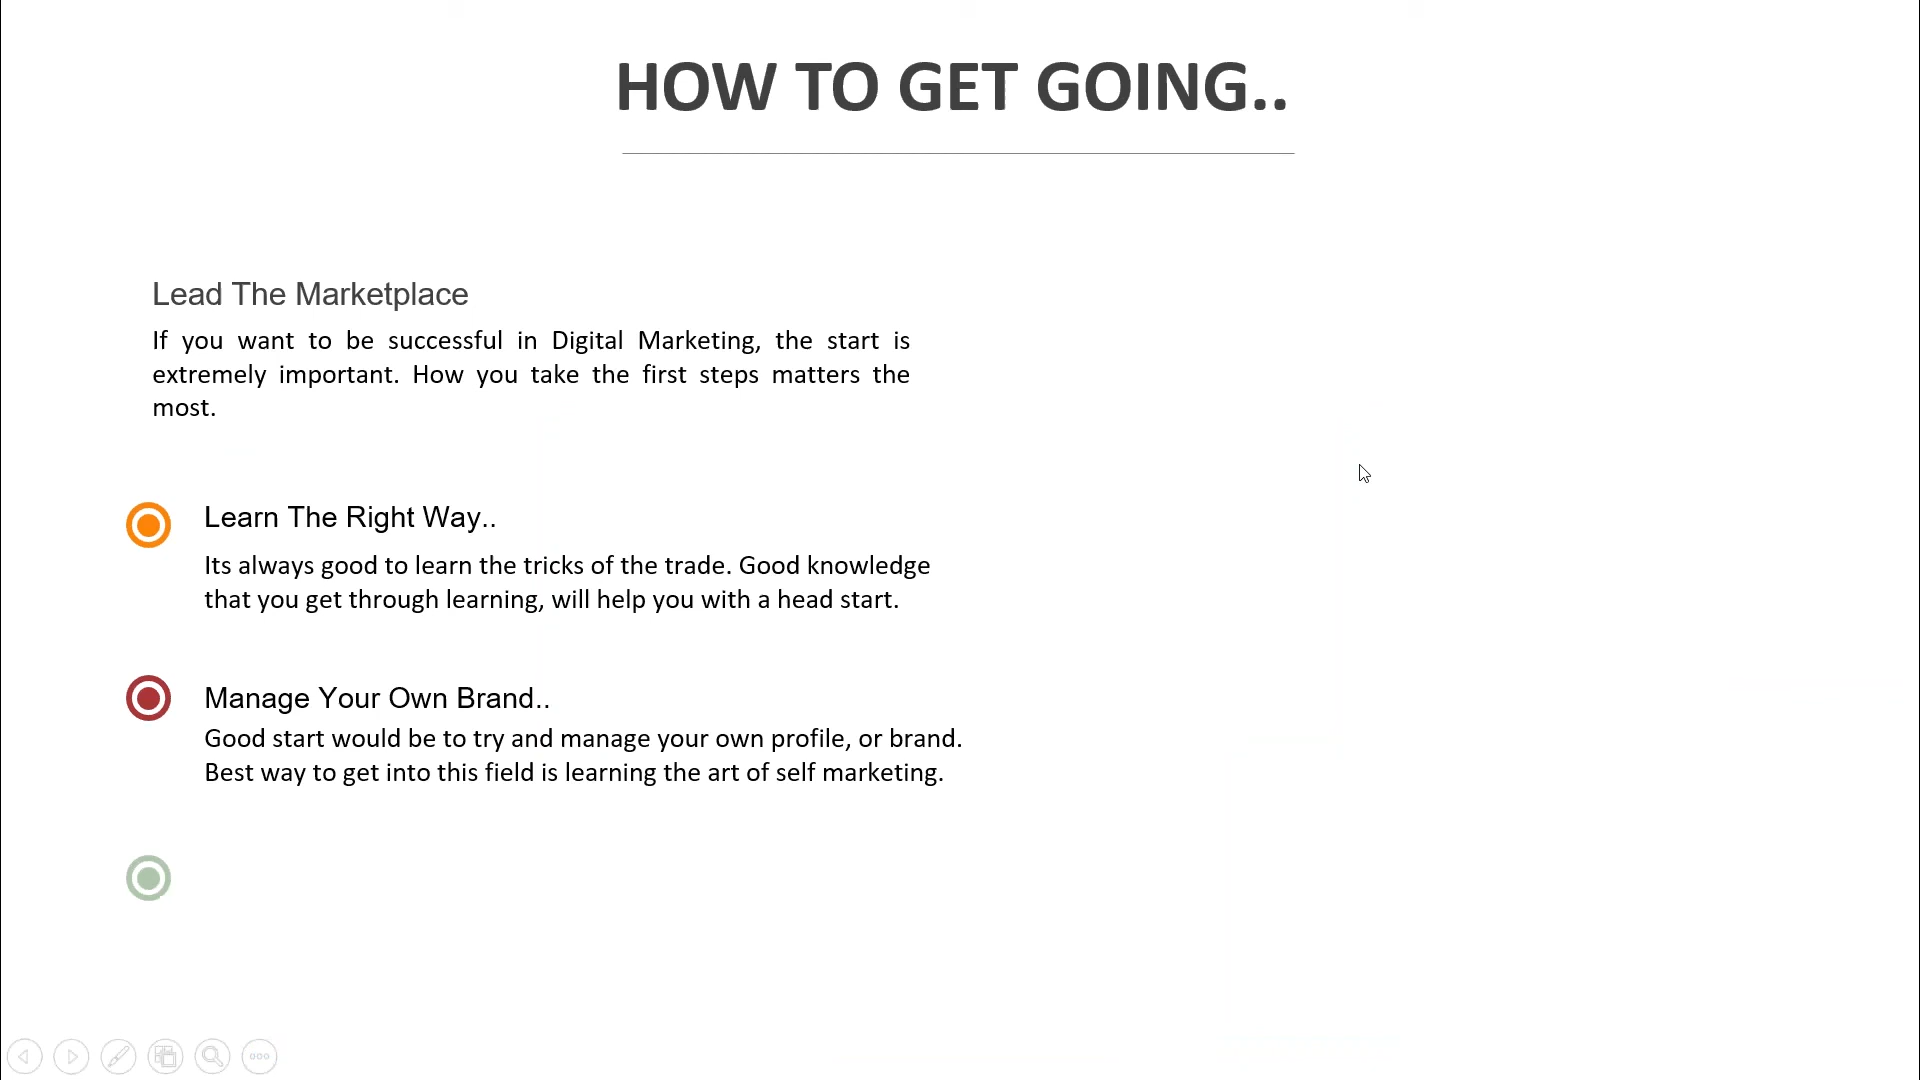 HOW TO GET GOING..
Lead The Marketplace
If you want to be successful in Digital Marketing, the start is
extremely important. How you take the first steps matters the
most.
Learn The Right Way..
Its always good to learn the tricks of the trade. Good knowledge
that you get through learning, will help you with a head start.
Manage Your Own Brand..
Good start would be to try and manage your own profile, or brand.
Best way to get into this field is learning the art of self marketing.